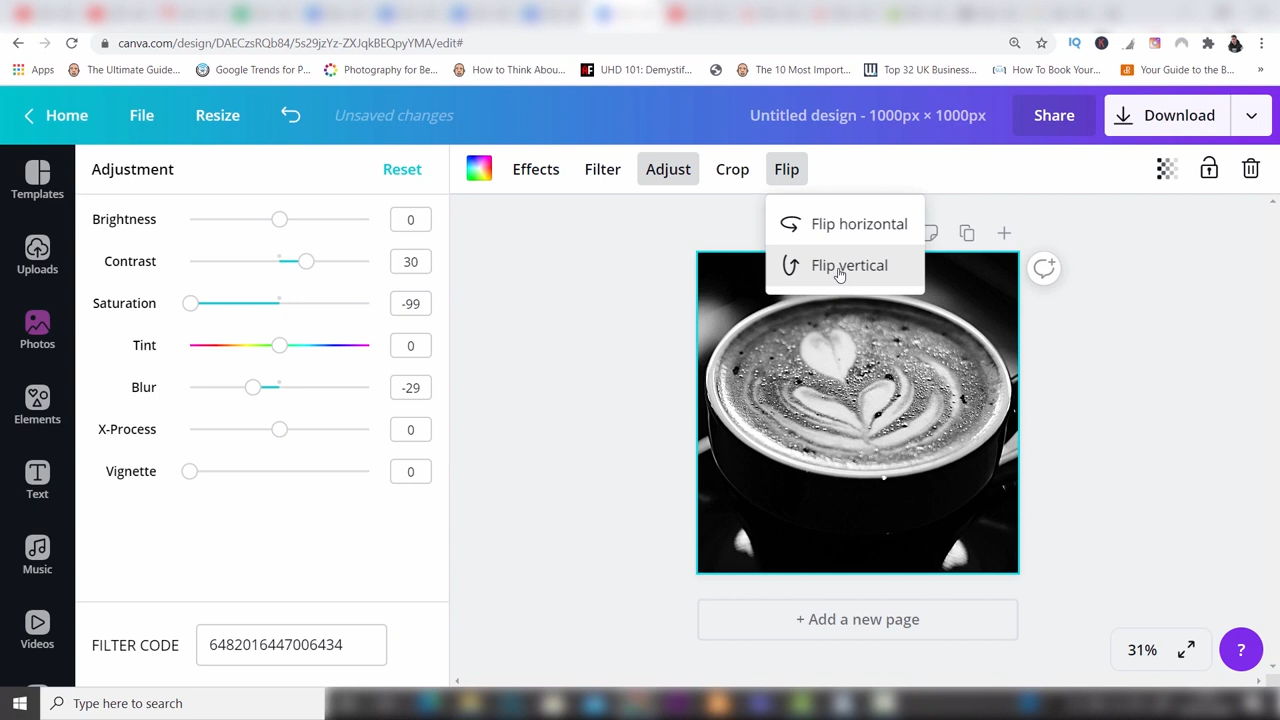 canva.com/design/DAECzsRQb84/5s29jzYz-ZXJqkBEQpyYMA/edit#
Apps
The Ultimate Guide...
Google Trends for P...
Photography for Be...
How to Think Abou...
UHD 101: Demystif...
The 10 Most Import...
Top 32 UK Business...
How To Book Your...
Your Guide to the B...
»
Home
File
Resize
Unsaved changes
Untitled design - 1000px × 1000px
Share
Download
Adjustment
Reset
Effects
Filter
Adjust
Crop
Flip
Templates
Uploads
Photos
Elements
Text
Music
Videos
Brightness 0
Contrast 30
Saturation -99
Tint 0
Blur -29
X-Process 0
Vignette 0
FILTER CODE 6482016447006434
Flip horizontal
Flip vertical
+ Add a new page
31%
?
Type here to search